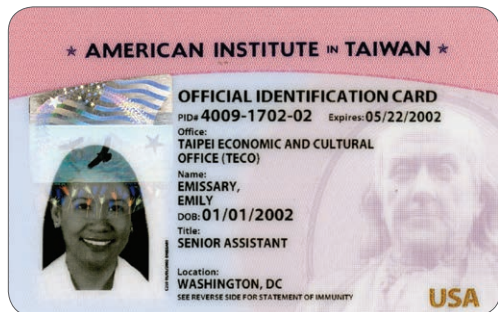 ★ AMERICAN INSTITUTE IN TAIWAN ★
OFFICIAL IDENTIFICATION CARD
PID# 4009-1702-02 Expires: 05/22/2002
Office:
TAIPEI ECONOMIC AND CULTURAL
OFFICE (TECO)
Name:
EMISSARY,
EMILY
DOB: 01/01/2002
Title:
SENIOR ASSISTANT
Location:
WASHINGTON, DC
SEE REVERSE SIDE FOR STATEMENT OF IMMUNITY
USA